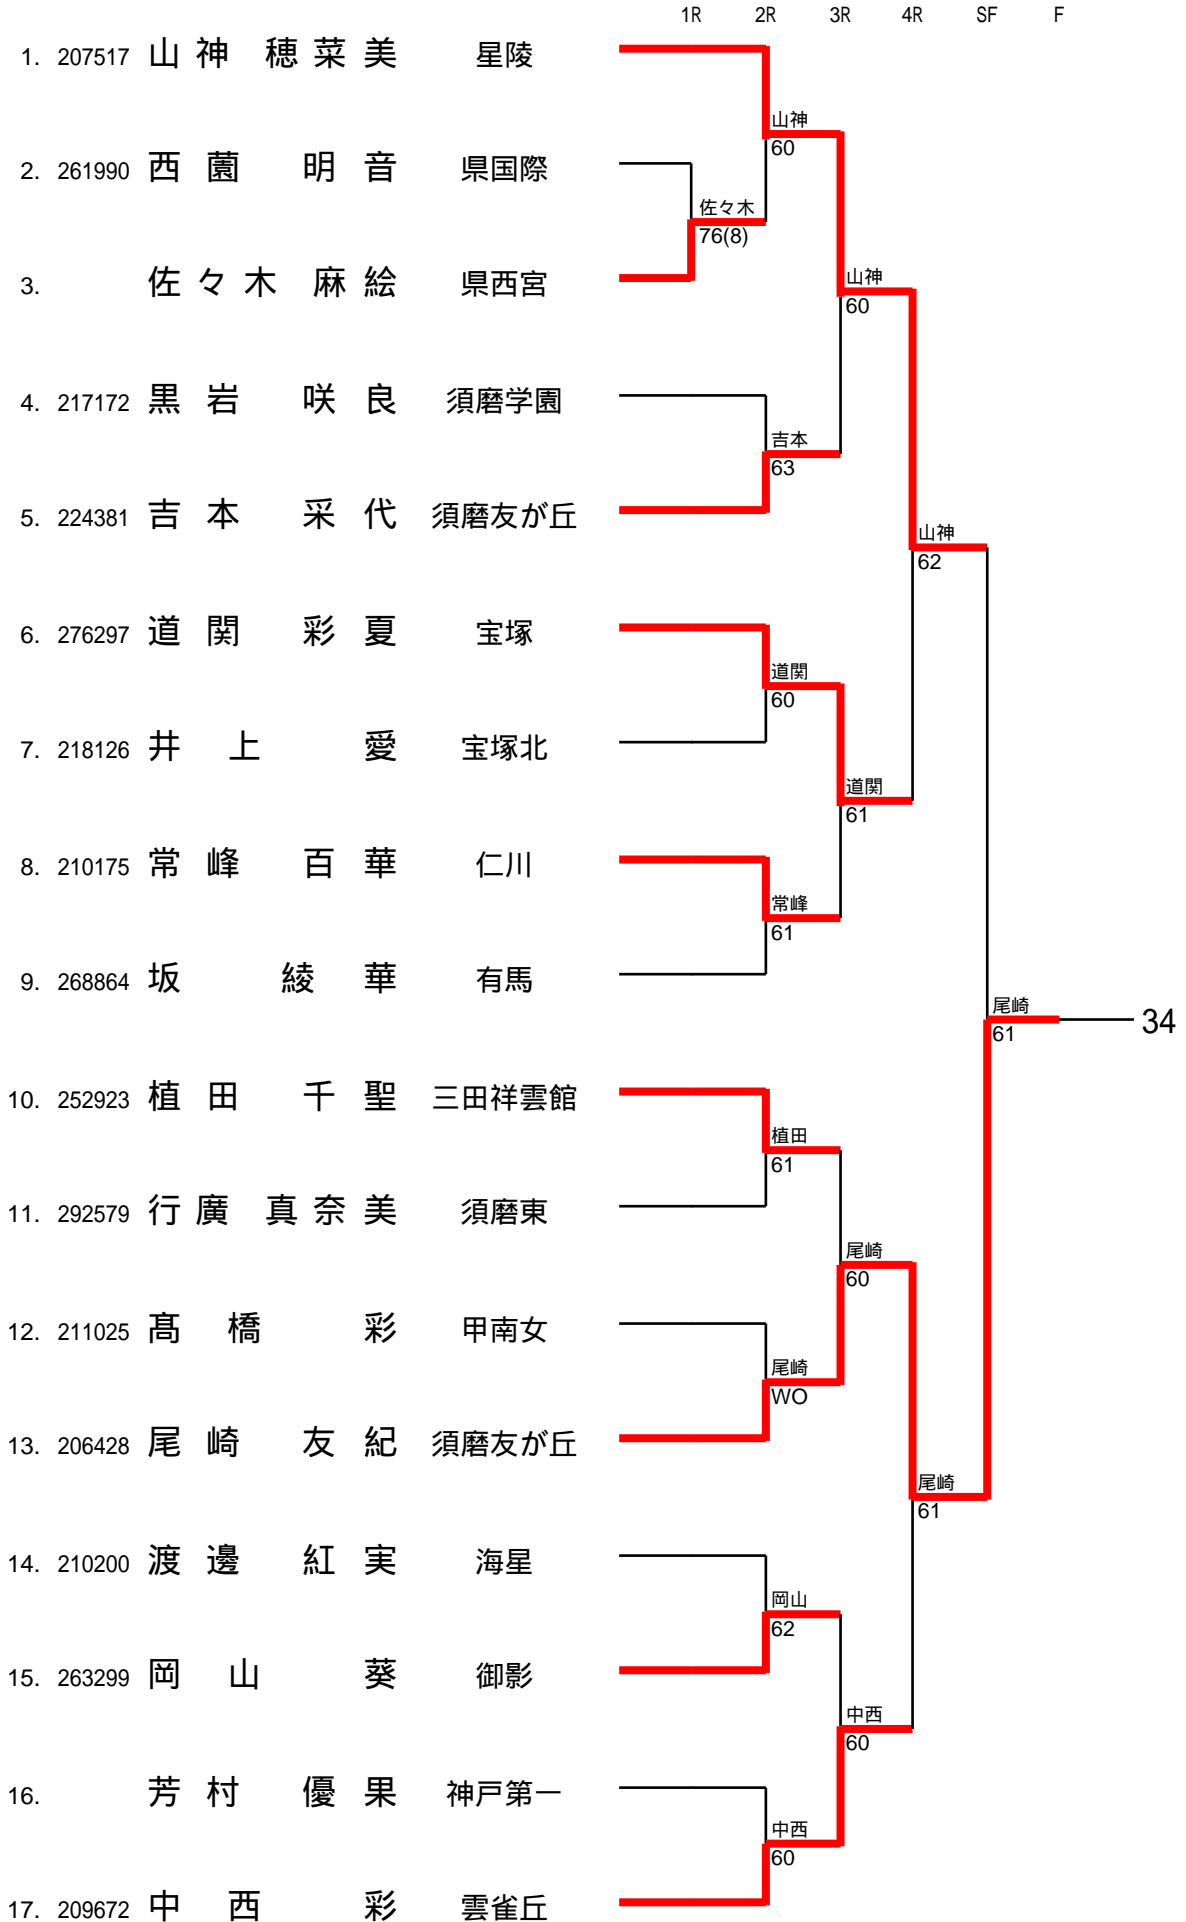 1R 2R 3R 4R SF F
1. 207517 山神 穂菜美 星陵
山神
60
2. 261990 西薗 明音 県国際
佐々木
76(8)
3. 佐々木 麻絵 県西宮
山神
60
4. 217172 黒岩 咲良 須磨学園
吉本
63
5. 224381 吉本 采代 須磨友が丘
山神
62
6. 276297 道関 彩夏 宝塚
道関
60
7. 218126 井上 愛 宝塚北
道関
61
8. 210175 常峰 百華 仁川
常峰
61
9. 268864 坂 綾華 有馬
尾崎
61
34
10. 252923 植田 千聖 三田祥雲館
植田
61
11. 292579 行廣 真奈美 須磨東
尾崎
60
12. 211025 髙橋 彩 甲南女
尾崎
WO
13. 206428 尾崎 友紀 須磨友が丘
尾崎
61
14. 210200 渡邊 紅実 海星
岡山
62
15. 263299 岡山 葵 御影
中西
60
16. 芳村 優果 神戸第一
中西
60
17. 209672 中西 彩 雲雀丘